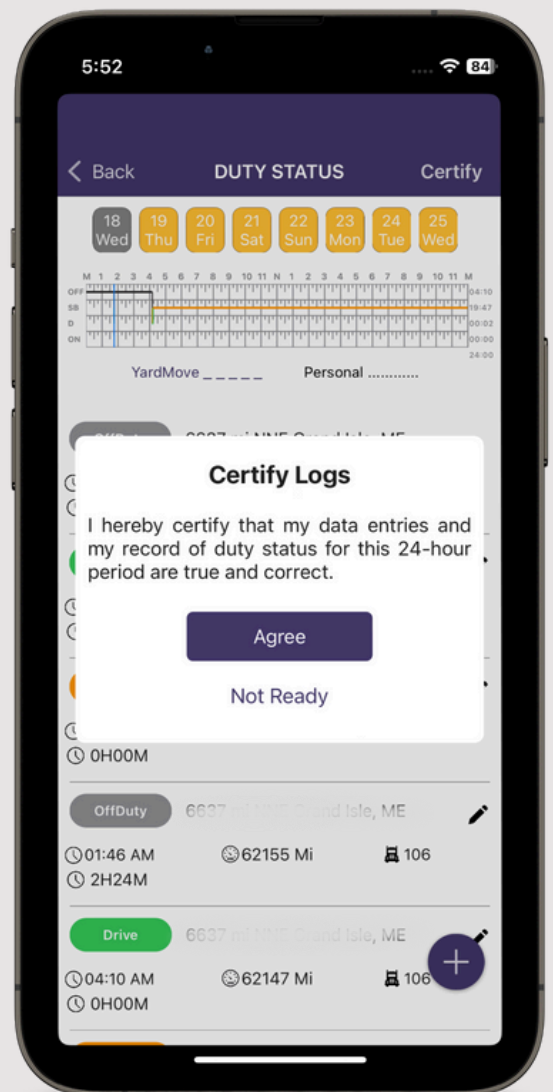 5:52
84
Back DUTY STATUS Certify
18 19 20 21 22 23 24 25
Wed Thu Fri Sat Sun Mon Tue Wed
M 1 2 3 4 5 6 7 8 9 10 11 N 1 2 3 4 5 6 7 8 9 10 11 M
OFF 04:10
SB 19:47
D 00:02
ON 00:00
24:00
YardMove _ _ _ _ _ Personal ............
Certify Logs
I hereby certify that my data entries and
my record of duty status for this 24-hour
period are true and correct.
Agree
Not Ready
0H00M
OffDuty 6637 mi NNE Grand Isle, ME
01:46 AM 62155 Mi 106
2H24M
Drive 6637 mi NNE Grand Isle, ME
04:10 AM 62147 Mi 106
0H00M